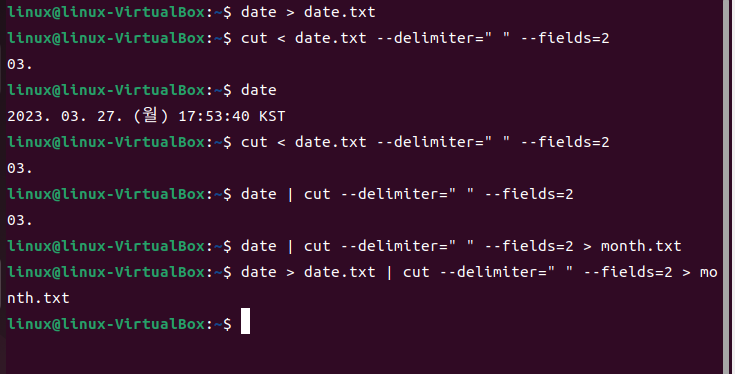 linux@linux-VirtualBox:~$ date > date.txt
linux@linux-VirtualBox:~$ cut < date.txt --delimiter=" " --fields=2
03.
linux@linux-VirtualBox:~$ date
2023. 03. 27. (월) 17:53:40 KST
linux@linux-VirtualBox:~$ cut < date.txt --delimiter=" " --fields=2
03.
linux@linux-VirtualBox:~$ date | cut --delimiter=" " --fields=2
03.
linux@linux-VirtualBox:~$ date | cut --delimiter=" " --fields=2 > month.txt
linux@linux-VirtualBox:~$ date > date.txt | cut --delimiter=" " --fields=2 > mo
nth.txt
linux@linux-VirtualBox:~$